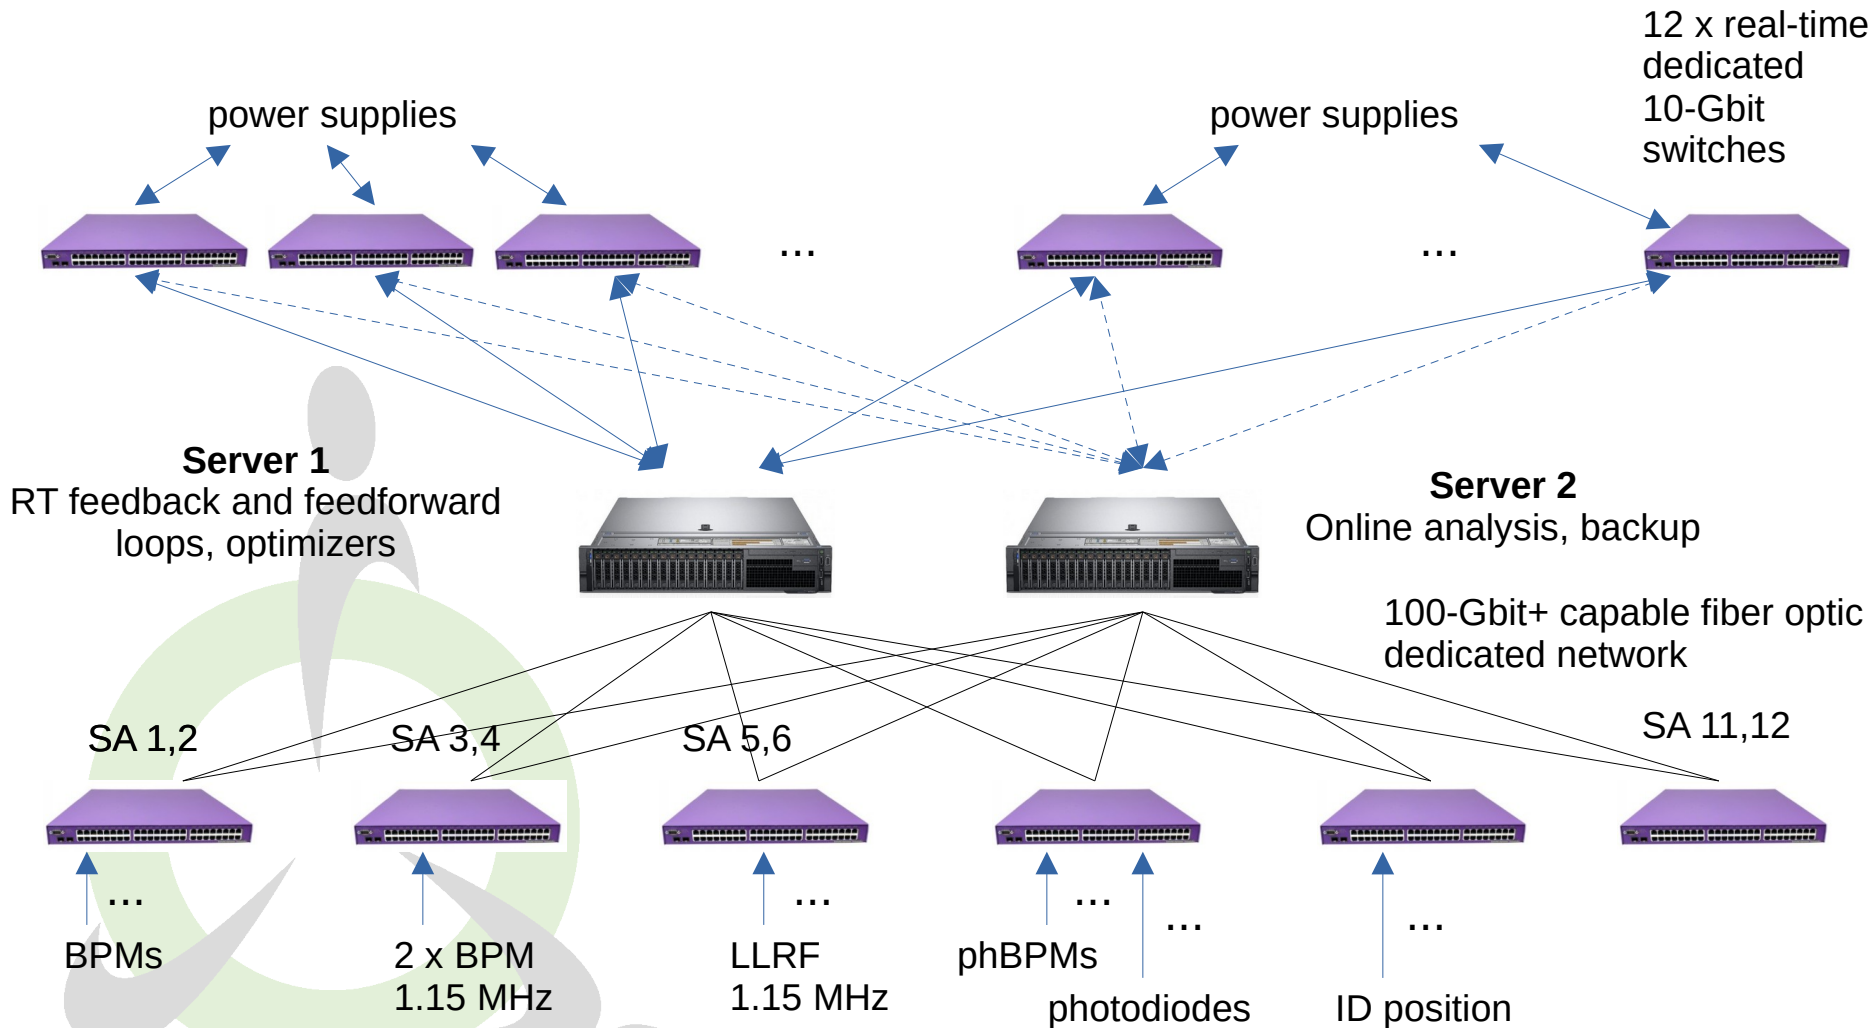 12 x real-time
dedicated
10-Gbit
switches
power supplies
power supplies
...
...
Server 1
RT feedback and feedforward
loops, optimizers
Server 2
Online analysis, backup
100-Gbit+ capable fiber optic
dedicated network
SA 1,2
SA 3,4
SA 5,6
SA 11,12
...
...
...
...
...
BPMs
2 x BPM
1.15 MHz
LLRF
1.15 MHz
phBPMs
photodiodes
ID position